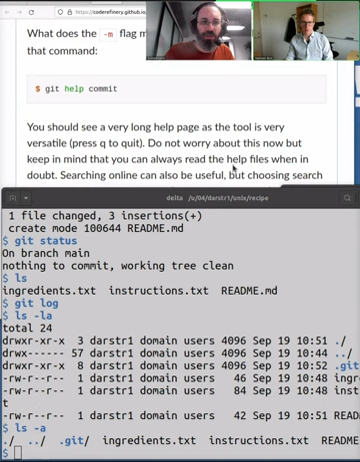 https://coderefinery.github.io,
What does the -m flag m
that command:
$ git help commit
You should see a very long help page as the tool is very
versatile (press q to quit). Do not worry about this now but
keep in mind that you can always read the help files when in
doubt. Searching online can also be useful, but choosing search
delta /u/04/darstr1/unix/recipe
1 file changed, 3 insertions(+)
create mode 100644 README.md
$ git status
On branch main
nothing to commit, working tree clean
$ ls
ingredients.txt instructions.txt README.md
$ git log
$ ls -la
total 24
drwxr-xr-x 3 darstr1 domain users 4096 Sep 19 10:51 ./
drwx------ 57 darstr1 domain users 4096 Sep 19 10:44 ../
drwxr-xr-x 8 darstr1 domain users 4096 Sep 19 10:52 .git
-rw-r--r-- 1 darstr1 domain users 46 Sep 19 10:48 ingr
-rw-r--r-- 1 darstr1 domain users 84 Sep 19 10:48 inst
t
-rw-r--r-- 1 darstr1 domain users 42 Sep 19 10:51 READ
$ ls -a
./ ../ .git/ ingredients.txt instructions.txt README
$